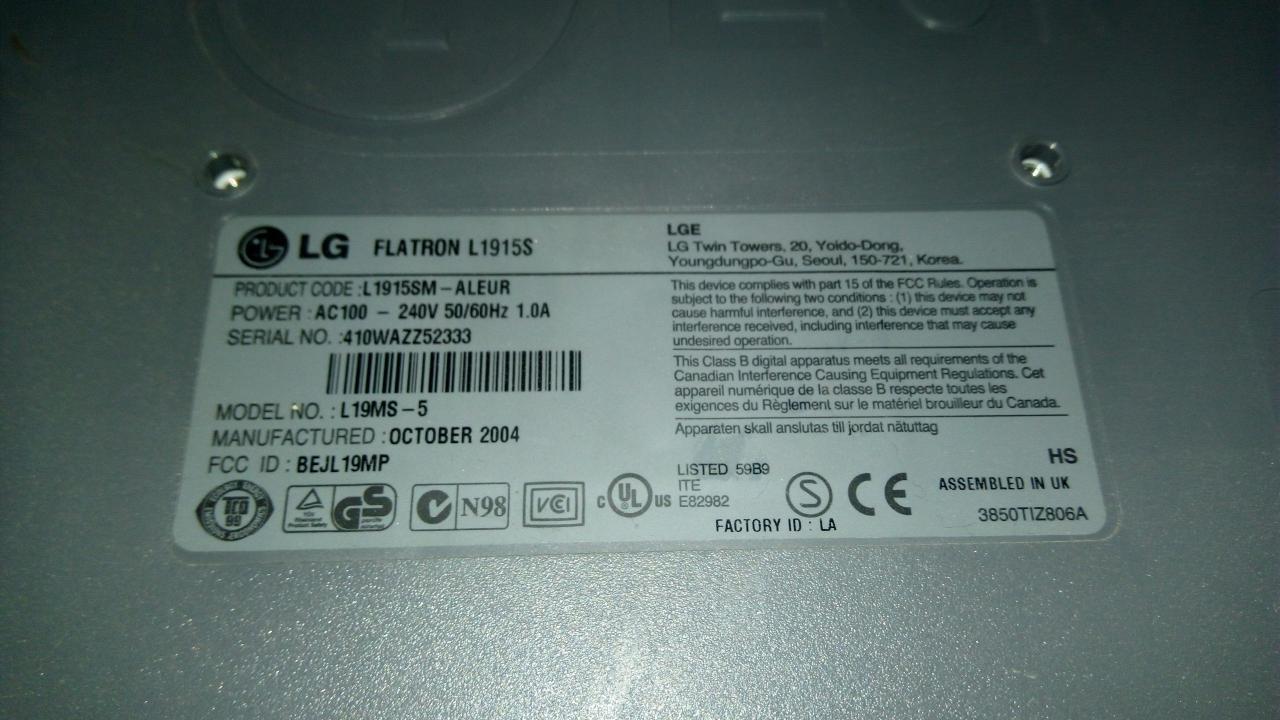 LG FLATRON L1915S
PRODUCT CODE : L1915SM - ALEUR
POWER : AC100 - 240V 50/60Hz 1.0A
SERIAL NO. : 410WAZZ52333
MODEL NO. : L19MS - 5
MANUFACTURED : OCTOBER 2004
FCC ID : BEJL19MP
LGE
LG Twin Towers, 20, Yoido-Dong,
Youngdungpo-Gu, Seoul, 150-721, Korea.
This device complies with part 15 of the FCC Rules. Operation is
subject to the following two conditions : (1) this device may not
cause harmful interference, and (2) this device must accept any
interference received, including interference that may cause
undesired operation.
This Class B digital apparatus meets all requirements of the
Canadian Interference Causing Equipment Regulations. Cet
appareil numérique de la classe B respecte toutes les
exigences du Règlement sur le matériel brouilleur du Canada.
Apparaten skall anslutas till jordat nätuttag
TCO
99
GS
N98
VCI
C UL US
LISTED 59B9
ITE
E82982
S
CE
HS
ASSEMBLED IN UK
FACTORY ID : LA
3850TIZ806A